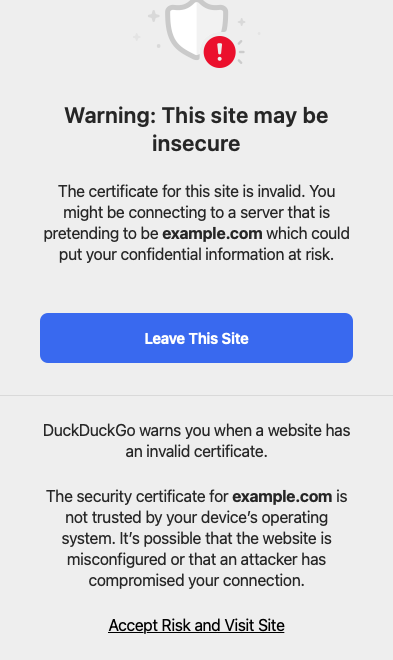 Warning: This site may be
insecure
The certificate for this site is invalid. You
might be connecting to a server that is
pretending to be example.com which could
put your confidential information at risk.
Leave This Site
DuckDuckGo warns you when a website has
an invalid certificate.
The security certificate for example.com is
not trusted by your device’s operating
system. It’s possible that the website is
misconfigured or that an attacker has
compromised your connection.
Accept Risk and Visit Site